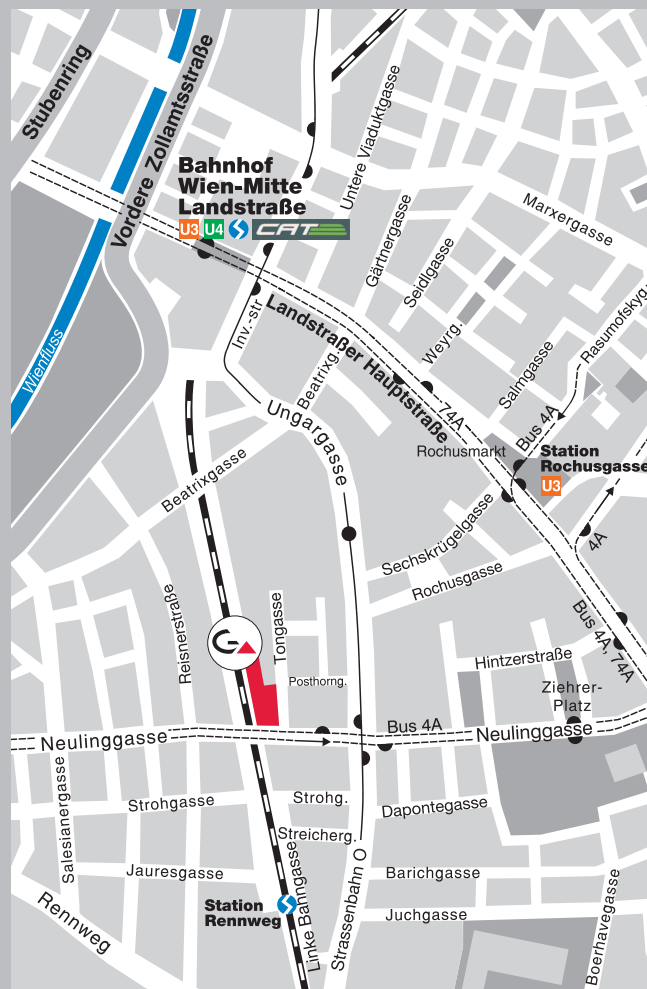 Stubenring
Vordere Zollamtsstraße
Untere Viaduktgasse
Bahnhof
Wien-Mitte
Landstraße
U3 U4 S CAT
Marxergasse
Gärtnergasse
Seidlgasse
Rasumofskyg.
Wienfluss
Inv.-str
Landstraßer Hauptstraße
Weyrg.
Salmgasse
Beatrixg.
Ungargasse
74A
Bus 4A
Rochusmarkt
Station
Rochusgasse
U3
Beatrixgasse
Sechskrügelgasse
4A
Rochusgasse
Reisnerstraße
Tongasse
G
Bus 4A, 74A
Hintzerstraße
Posthorng.
Ziehrer-
Platz
Neulinggasse
Bus 4A
Neulinggasse
Salesianergasse
Strohgasse
Strohg.
Dapontegasse
Streicherg.
Jauresgasse
Barichgasse
Station
Rennweg
S
Linke Bahngasse
Strassenbahn O
Juchgasse
Boerhavegasse
Rennweg